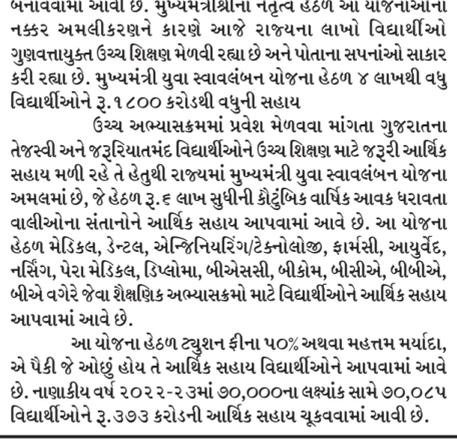 બનાવવામાં આવી છે. મુખ્યમંત્રીશ્રીના નેતૃત્વ હેઠળ આ યોજનાઓના
નક્કર અમલીકરણને કારણે આજે રાજ્યના લાખો વિદ્યાર્થીઓ
ગુણવત્તાયુક્ત ઉચ્ચ શિક્ષણ મેળવી રહ્યા છે અને પોતાના સપનાંઓ સાકાર
કરી રહ્યા છે. મુખ્યમંત્રી યુવા સ્વાવલંબન યોજના હેઠળ ૪ લાખથી વધુ
વિદ્યાર્થીઓને રૂ.૧૮૦૦ કરોડથી વધુની સહાય
ઉચ્ચ અભ્યાસક્રમમાં પ્રવેશ મેળવવા માંગતા ગુજરાતના
તેજસ્વી અને જરૂરિયાતમંદ વિદ્યાર્થીઓને ઉચ્ચ શિક્ષણ માટે જરૂરી આર્થિક
સહાય મળી રહે તે હેતુથી રાજ્યમાં મુખ્યમંત્રી યુવા સ્વાવલંબન યોજના
અમલમાં છે, જે હેઠળ રૂ.૬ લાખ સુધીની કૌટુંબિક વાર્ષિક આવક ધરાવતા
વાલીઓના સંતાનોને આર્થિક સહાય આપવામાં આવે છે. આ યોજના
હેઠળ મેડિકલ, ડેન્ટલ, એન્જિનિયરિંગ/ટેક્નોલોજી, ફાર્મસી, આયુર્વેદ,
નર્સિંગ, પેરા મેડિકલ, ડિપ્લોમા, બીએસસી, બીકોમ, બીસીએ, બીબીએ,
બીએ વગેરે જેવા શૈક્ષણિક અભ્યાસક્રમો માટે વિદ્યાર્થીઓને આર્થિક સહાય
આપવામાં આવે છે.
આ યોજના હેઠળ ટ્યુશન ફીના ૫૦% અથવા મહત્તમ મર્યાદા,
એ પૈકી જે ઓછું હોય તે આર્થિક સહાય વિદ્યાર્થીઓને આપવામાં આવે
છે. નાણાકીય વર્ષ ૨૦૨૨-૨૩માં ૭૦,૦૦૦ના લક્ષ્યાંક સામે ૭૦,૦૮૫
વિદ્યાર્થીઓને રૂ.૩૭૩ કરોડની આર્થિક સહાય ચૂકવવામાં આવી છે.